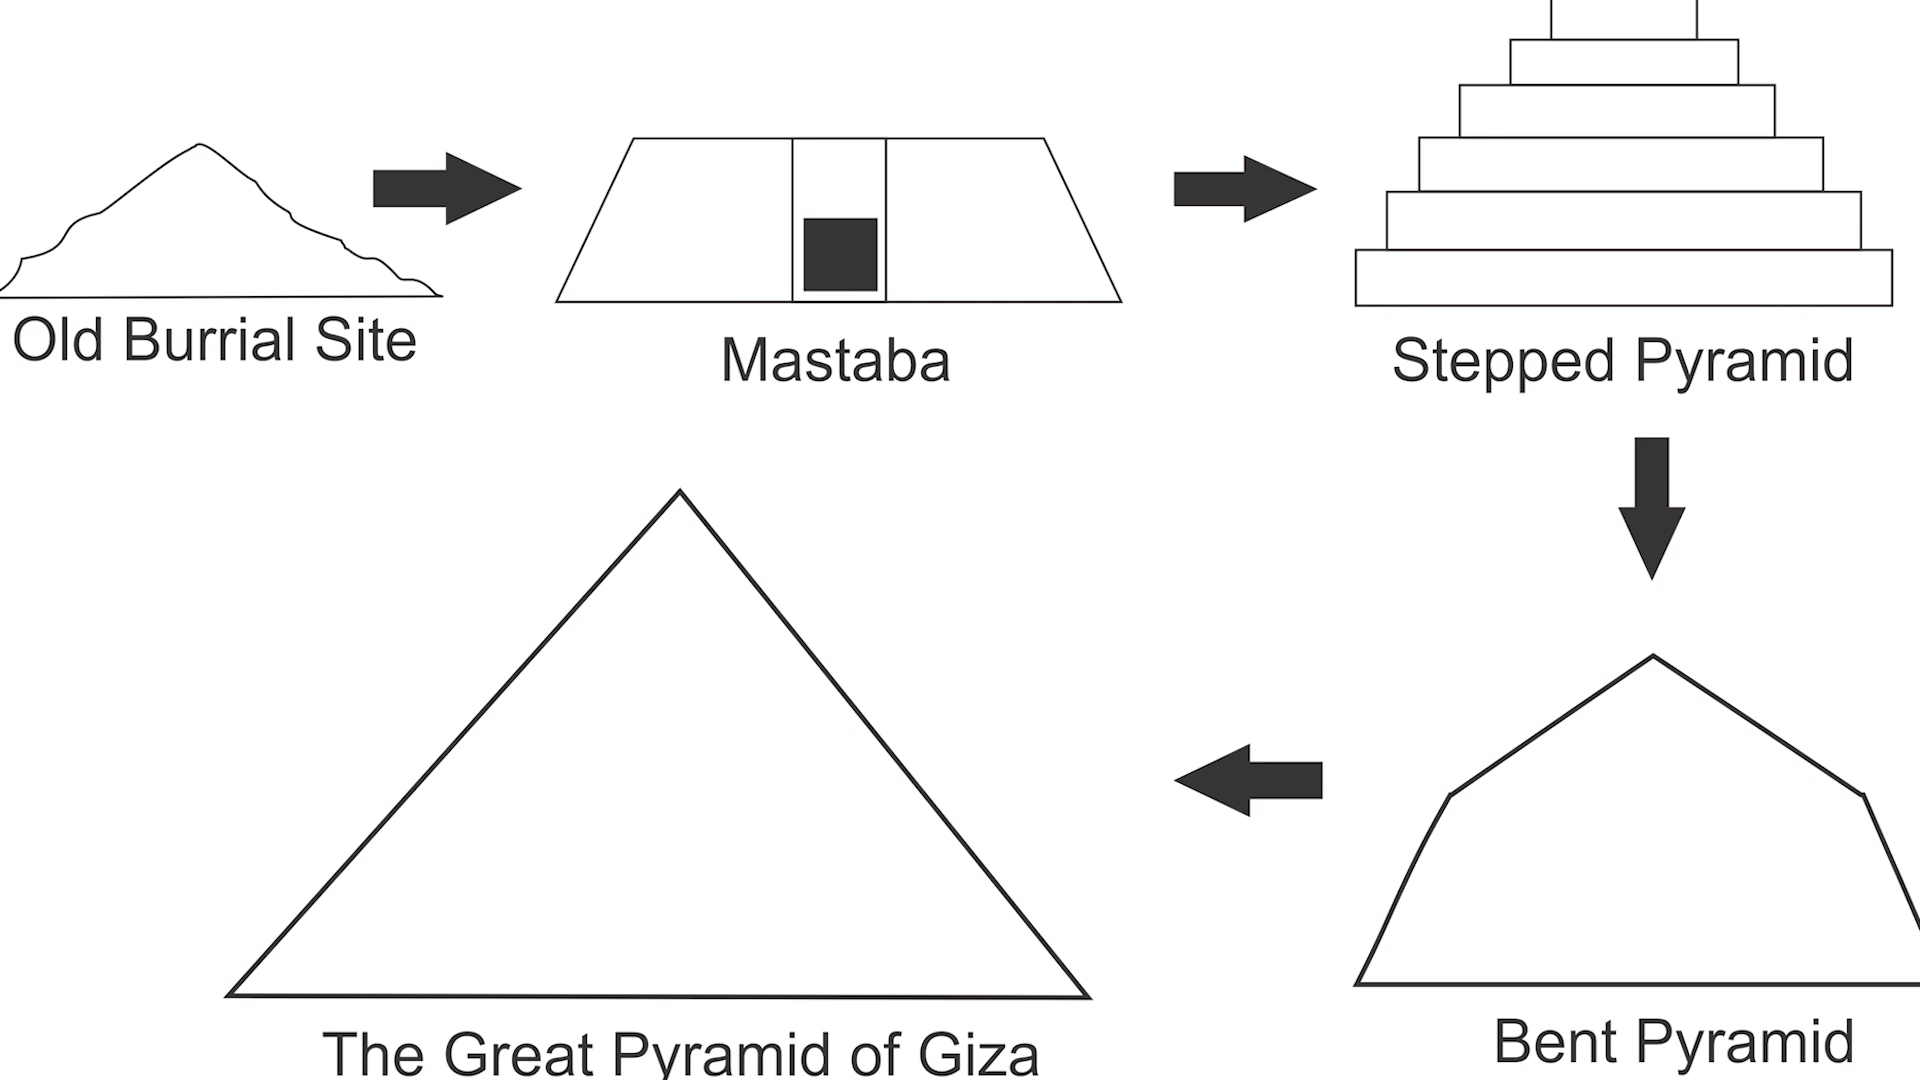 Old Burrial Site
Mastaba
Stepped Pyramid
The Great Pyramid of Giza
Bent Pyramid